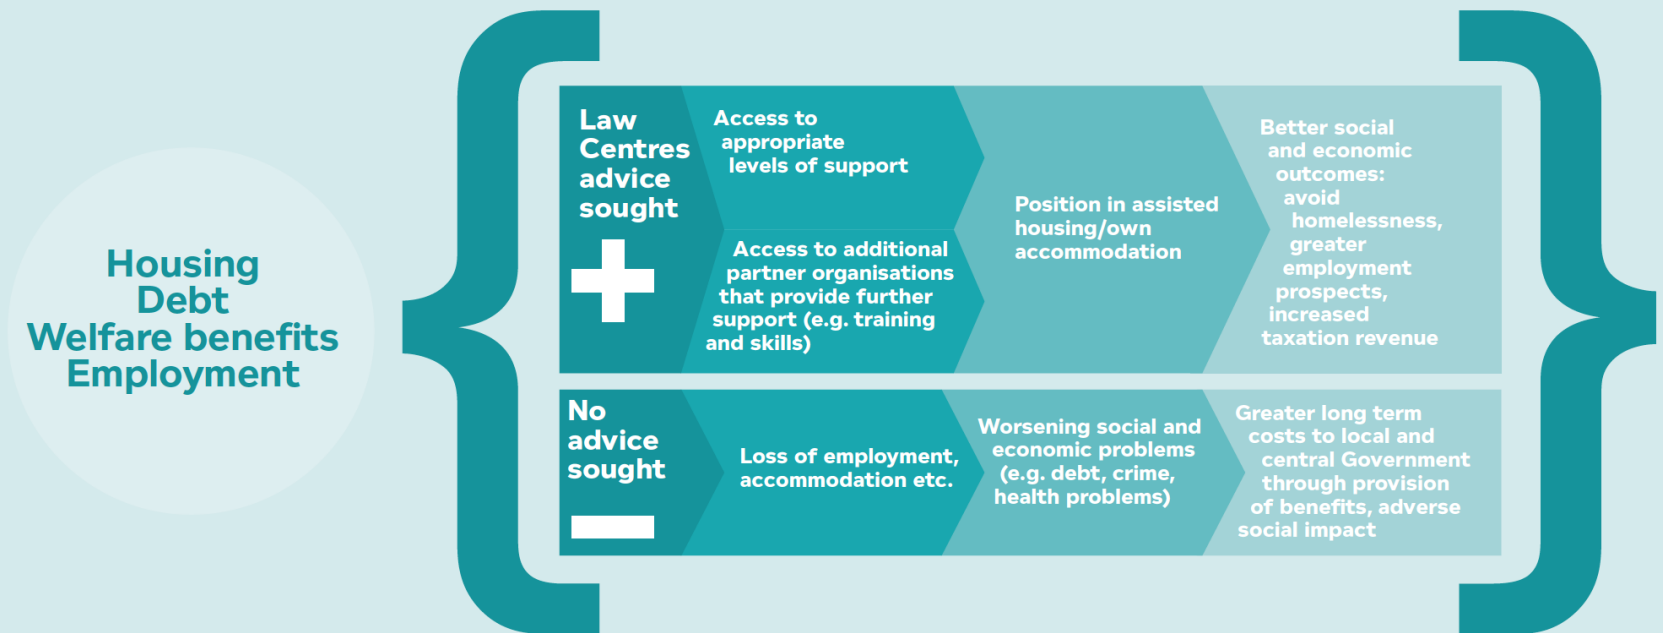 Housing
Debt
Welfare benefits
Employment
Law
Centres
advice
sought
Access to
appropriate
levels of support
Access to additional
partner organisations
that provide further
support (e.g. training
and skills)
Position in assisted
housing/own
accommodation
Better social
and economic
outcomes:
avoid
homelessness,
greater
employment
prospects,
increased
taxation revenue
No
advice
sought
Loss of employment,
accommodation etc.
Worsening social and
economic problems
(e.g. debt, crime,
health problems)
Greater long term
costs to local and
central Government
through provision
of benefits, adverse
social impact